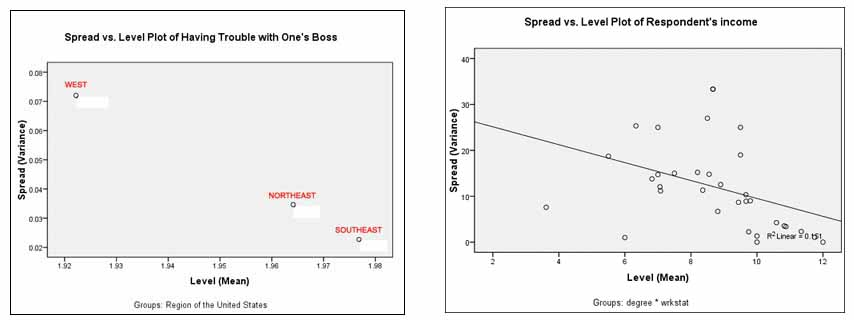 Spread vs. Level Plot of Having Trouble with One's Boss
Spread (Variance)
0.08
0.07
0.06
0.05
0.04
0.03
0.02
WEST
NORTHEAST
SOUTHEAST
1.92 1.93 1.94 1.95 1.96 1.97 1.98
Level (Mean)
Groups: Region of the United States
Spread vs. Level Plot of Respondent's income
Spread (Variance)
40
30
20
10
0
R² Linear = 0.151
2 4 6 8 10 12
Level (Mean)
Groups: degree * wrkstat